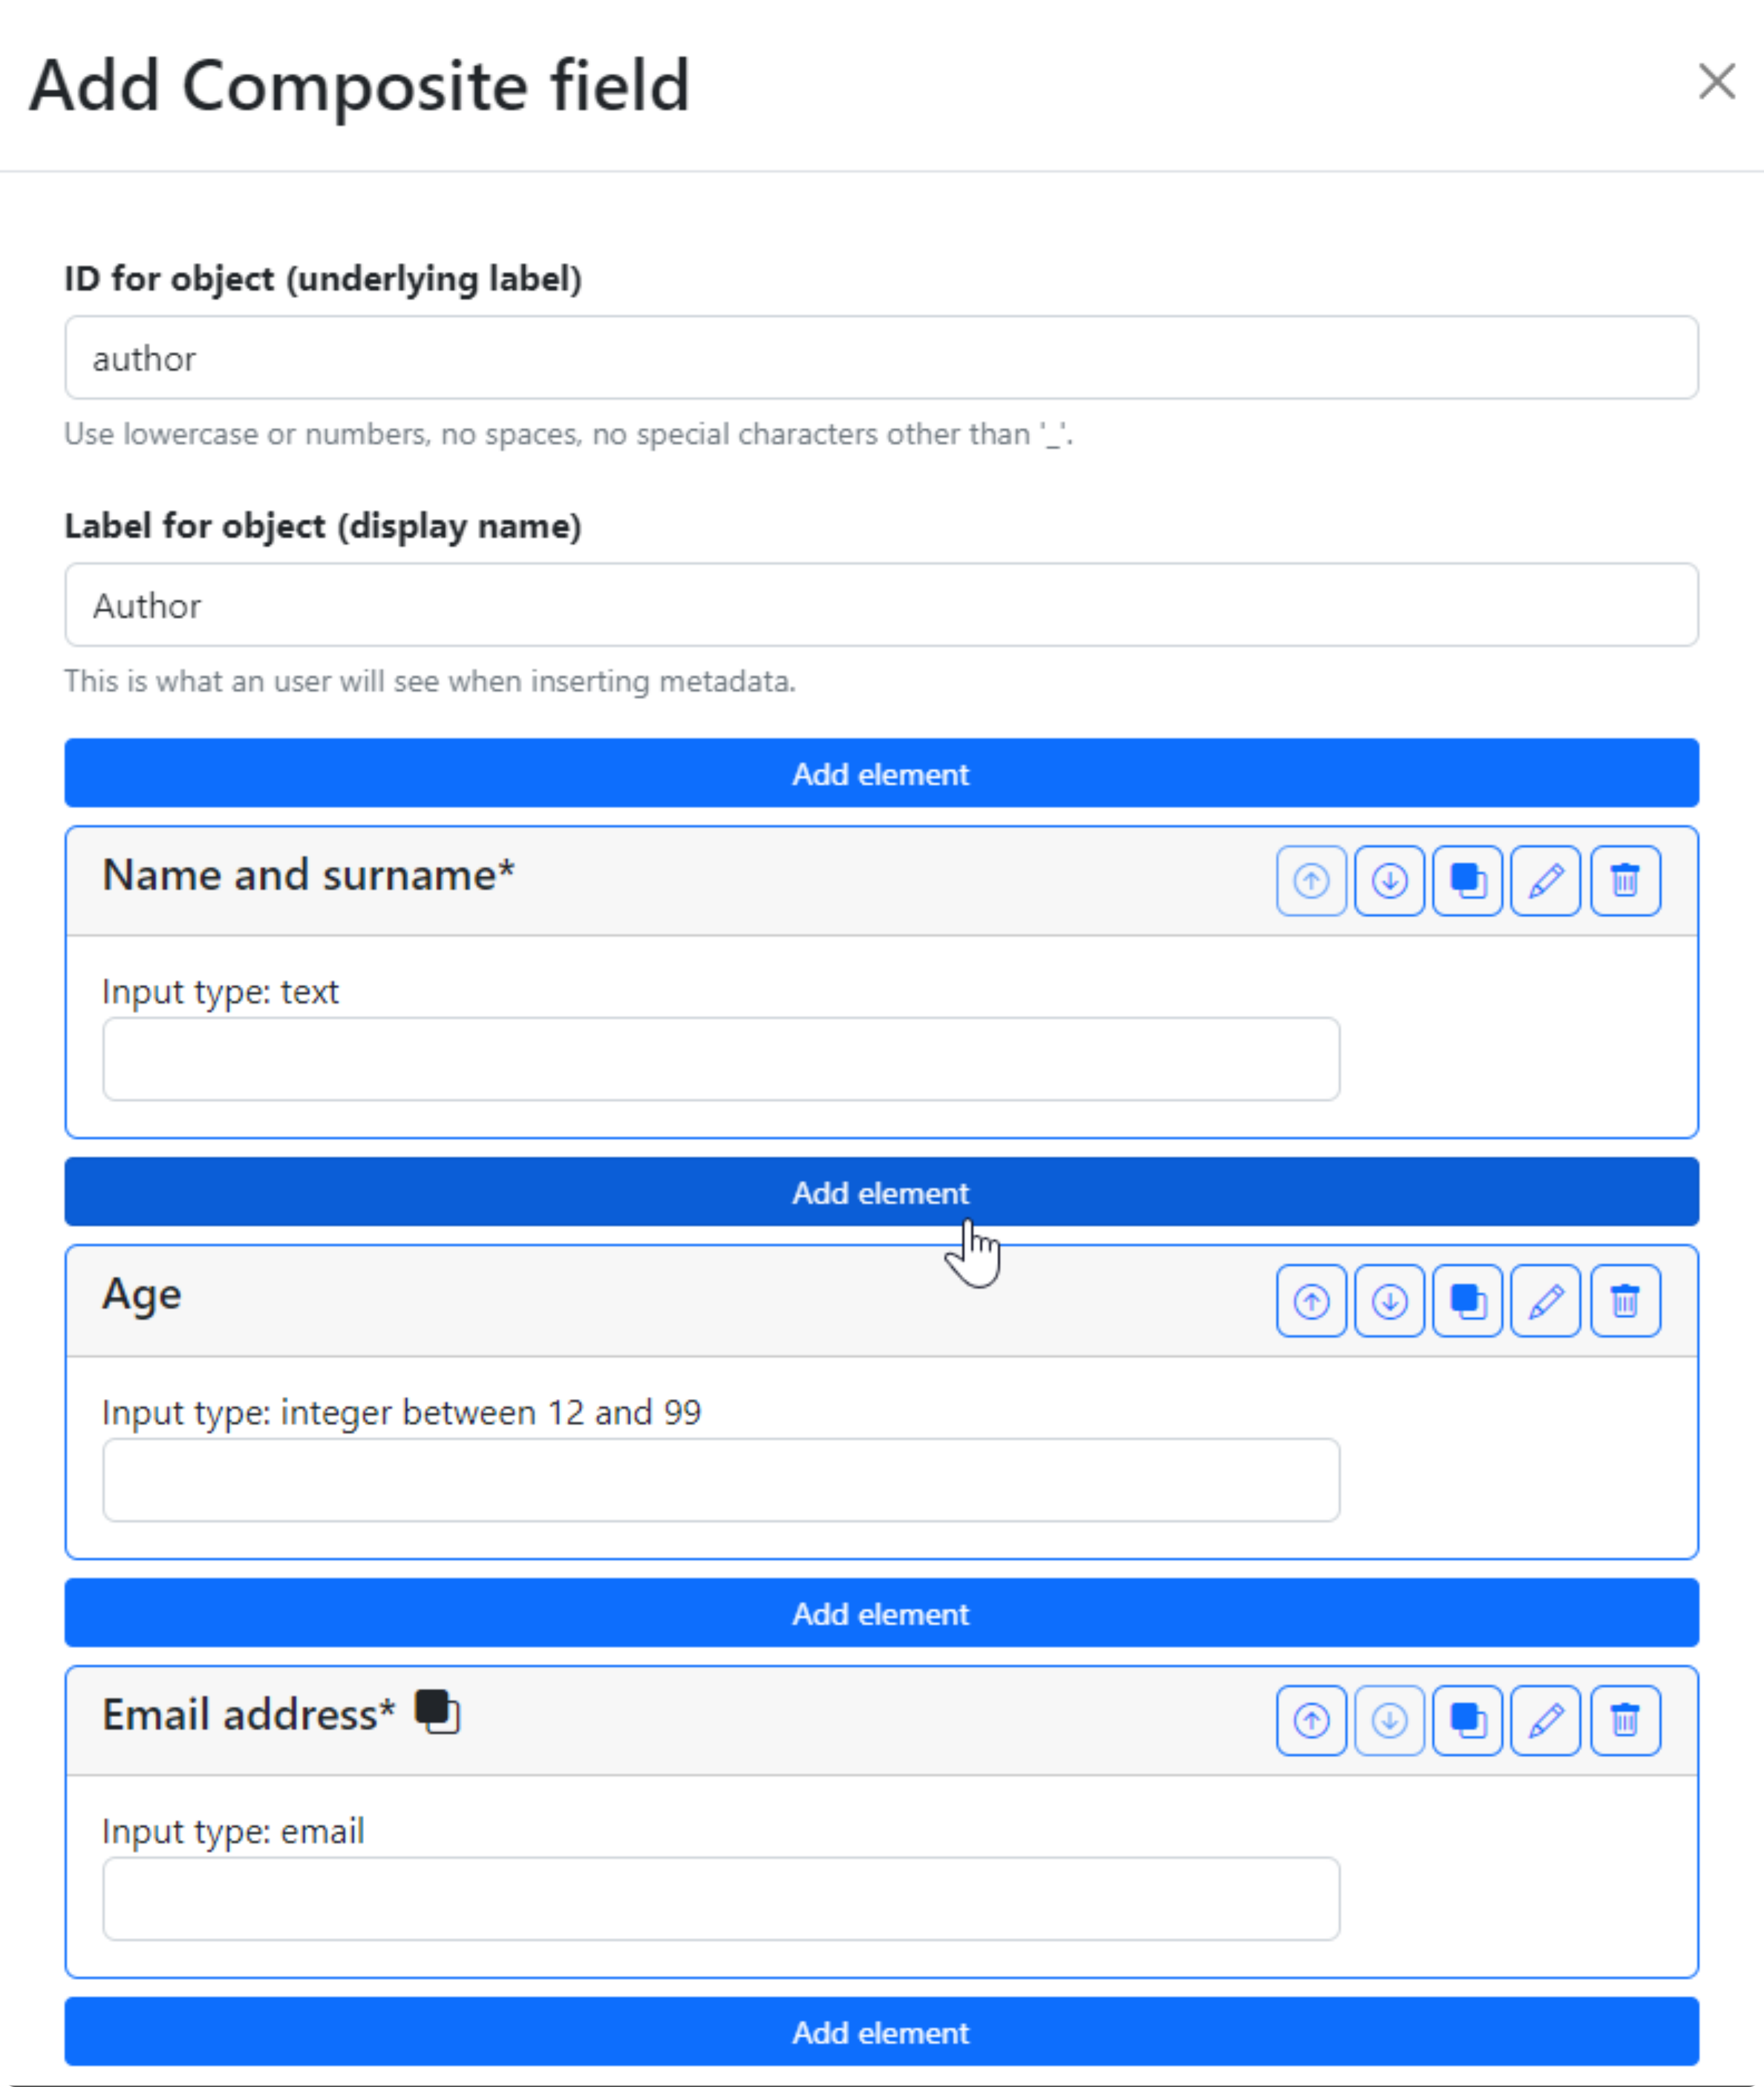 Add Composite field
ID for object (underlying label)
author
Use lowercase or numbers, no spaces, no special characters other than '_'.
Label for object (display name)
Author
This is what an user will see when inserting metadata.
Add element
Name and surname*
Input type: text
Add element
Age
Input type: integer between 12 and 99
Add element
Email address*
Input type: email
Add element